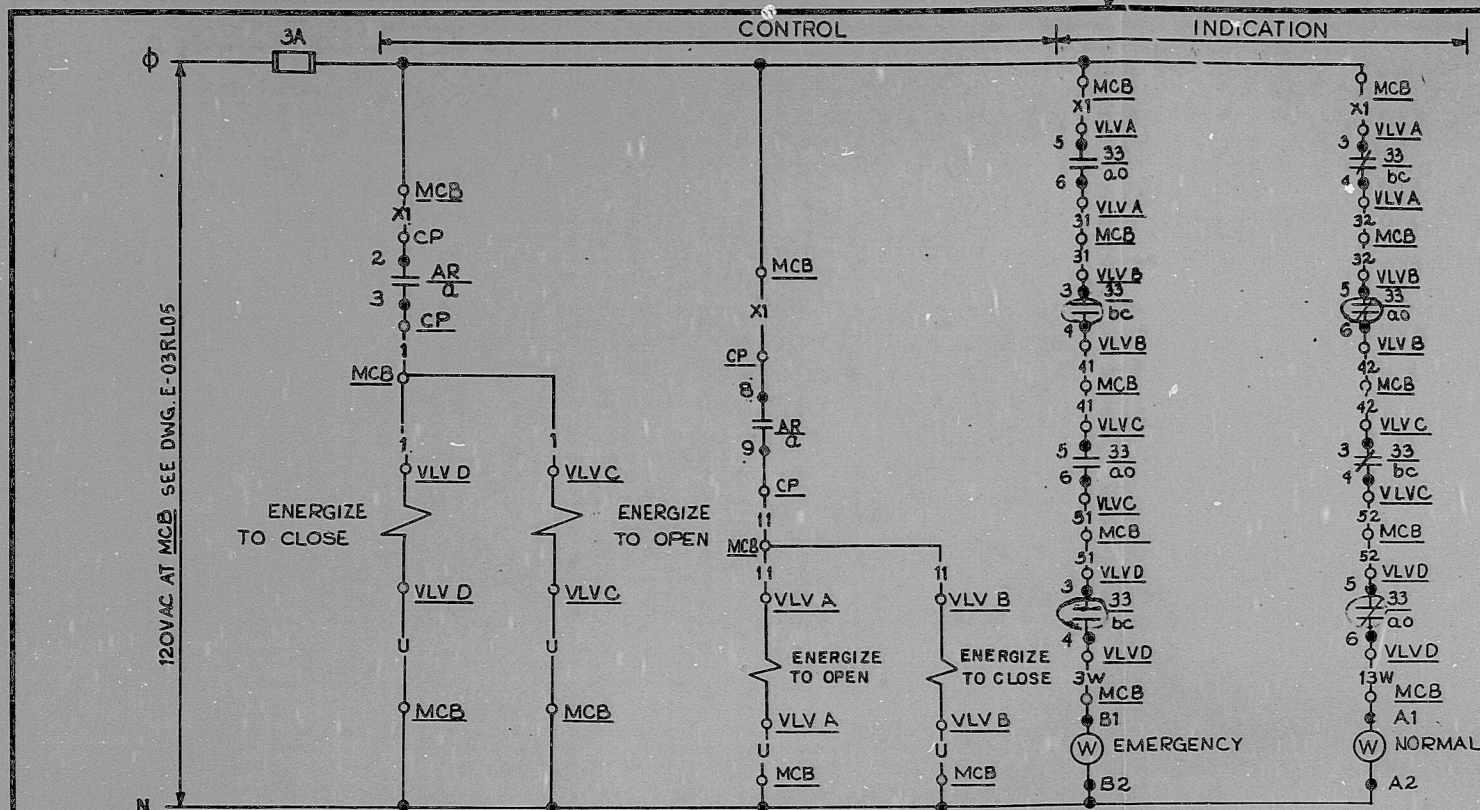 CONTROL
INDICATION
3A
Φ
120VAC AT MCB SEE DWG. E-03RL05
N
MCB
X1
CP
2
AR
a
3
CP
1
MCB
1
VLV D
ENERGIZE
TO CLOSE
VLV D
U
MCB
1
VLV C
ENERGIZE
TO OPEN
VLV C
U
MCB
MCB
X1
CP
8
AR
a
9
CP
11
MCB
11
VLV A
ENERGIZE
TO OPEN
VLV A
U
MCB
11
VLV B
ENERGIZE
TO CLOSE
VLV B
U
MCB
MCB
X1
VLV A
5
33
ao
6
VLV A
31
MCB
31
VLV B
3
33
bc
4
VLV B
41
MCB
41
VLV C
5
33
ao
6
VLV C
51
MCB
51
VLV D
3
33
bc
4
VLV D
3W
MCB
B1
W EMERGENCY
B2
MCB
X1
VLV A
3
33
bc
4
VLV A
32
MCB
32
VLV B
5
33
ao
6
VLV B
42
MCB
42
VLV C
3
33
bc
4
VLV C
52
MCB
52
VLV D
5
33
ao
6
VLV D
13W
MCB
A1
W NORMAL
A2